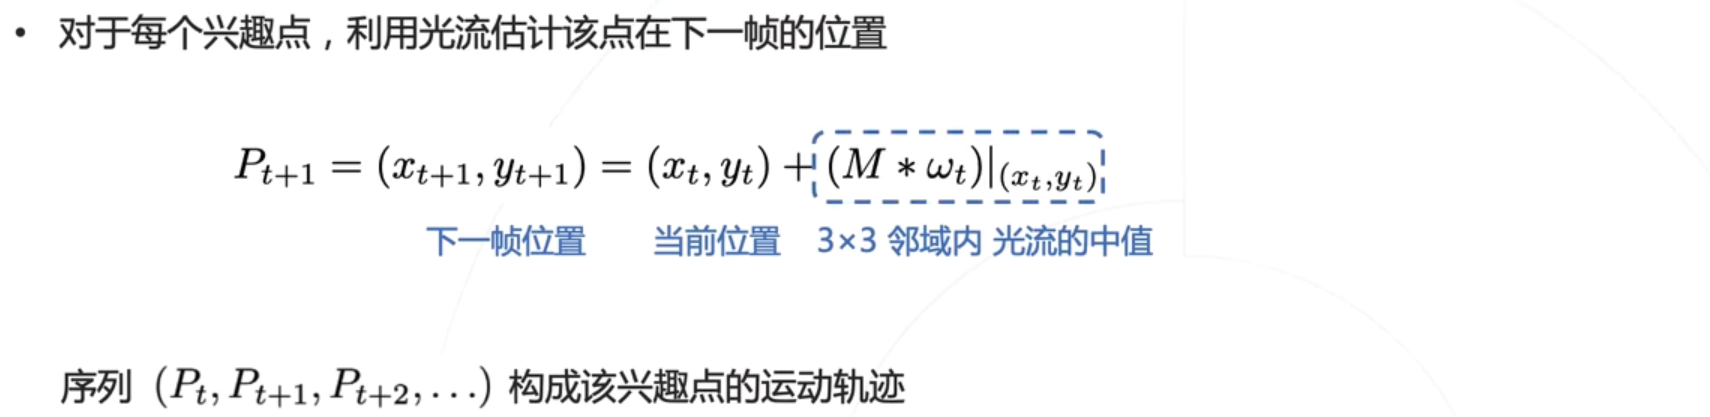 • 对于每个兴趣点，利用光流估计该点在下一帧的位置
P_{t+1} = (x_{t+1}, y_{t+1}) = (x_t, y_t) + (M * ω_t)|_{(x_t, y_t)}
下一帧位置 当前位置 3×3 邻域内 光流的中值
序列 (P_t, P_{t+1}, P_{t+2}, …) 构成该兴趣点的运动轨迹